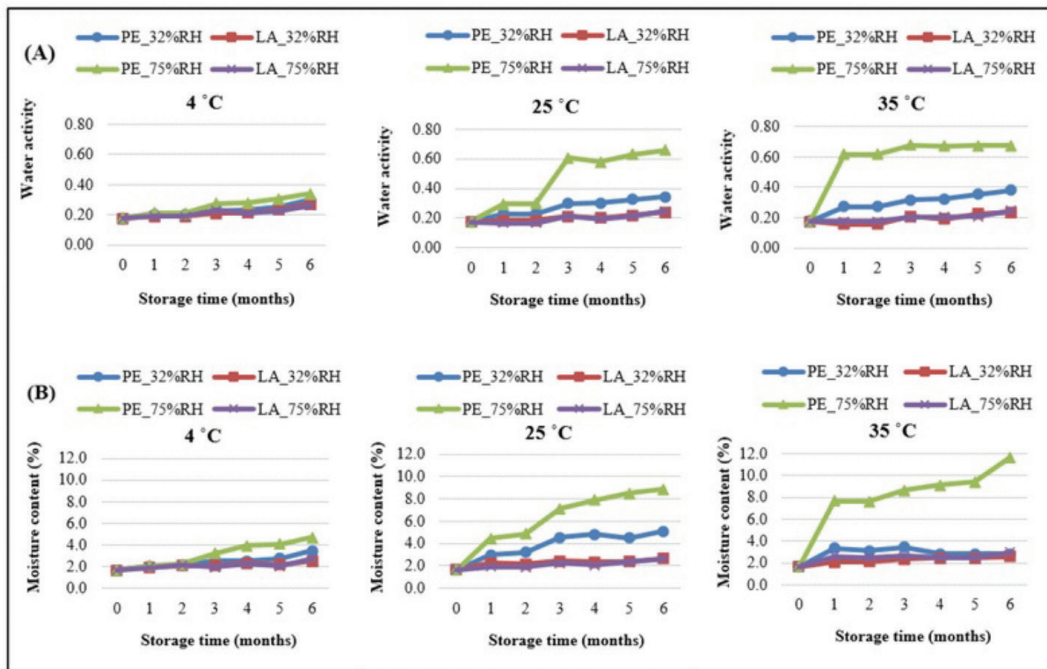 (A)
PE_32%RH LA_32%RH
PE_75%RH LA_75%RH
4 ˚C
Water activity
0.80
0.60
0.40
0.20
0.00
0 1 2 3 4 5 6
Storage time (months)
PE_32%RH LA_32%RH
PE_75%RH LA_75%RH
25 ˚C
Water activity
0.80
0.60
0.40
0.20
0.00
0 1 2 3 4 5 6
Storage time (months)
PE_32%RH LA_32%RH
PE_75%RH LA_75%RH
35 ˚C
Water activity
0.80
0.60
0.40
0.20
0.00
0 1 2 3 4 5 6
Storage time (months)
(B)
PE_32%RH LA_32%RH
PE_75%RH LA_75%RH
4 ˚C
Moisture content (%)
12.0
10.0
8.0
6.0
4.0
2.0
0.0
0 1 2 3 4 5 6
Storage time (months)
PE_32%RH LA_32%RH
PE_75%RH LA_75%RH
25 ˚C
Moisture content (%)
12.0
10.0
8.0
6.0
4.0
2.0
0.0
0 1 2 3 4 5 6
Storage time (months)
PE_32%RH LA_32%RH
PE_75%RH LA_75%RH
35 ˚C
Moisture content (%)
12.0
10.0
8.0
6.0
4.0
2.0
0.0
0 1 2 3 4 5 6
Storage time (months)